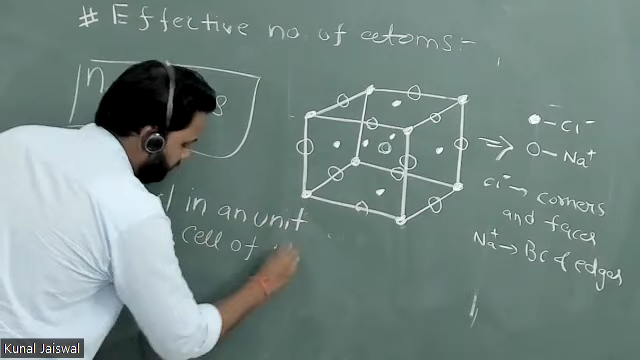 # Effective no. of atoms:-
n
8
in an unit
cell of
Cl⁻
Na⁺
Cl⁻ → corners
and faces
Na⁺ → BC & edges
Kunal Jaiswal